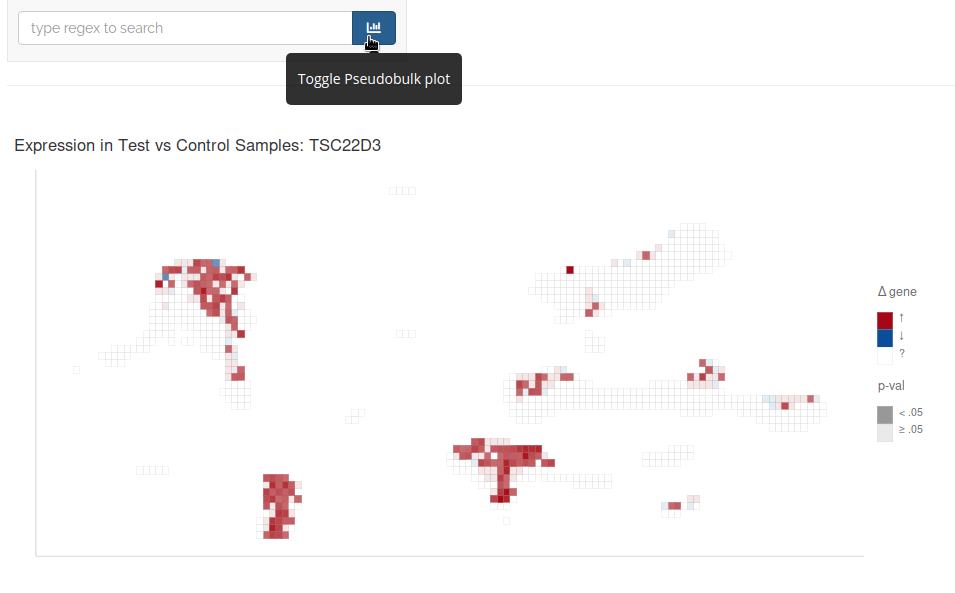 type regex to search
Toggle Pseudobulk plot
Expression in Test vs Control Samples: TSC22D3
Δ gene
↑
↓
?
p-val
< .05
≥ .05